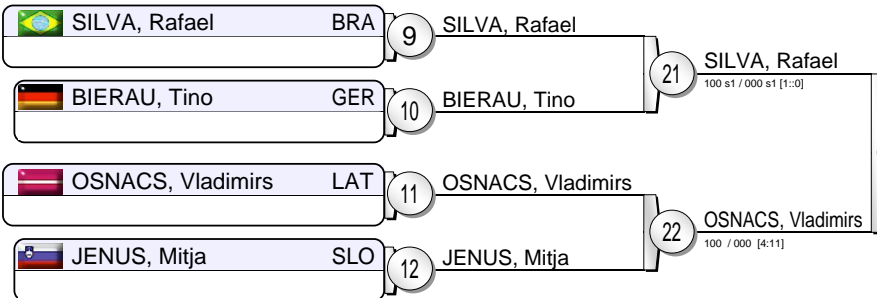 SILVA, Rafael BRA
9
SILVA, Rafael
BIERAU, Tino GER
10
BIERAU, Tino
21
SILVA, Rafael
100 s1 / 000 s1 [1::0]
OSNACS, Vladimirs LAT
11
OSNACS, Vladimirs
JENUS, Mitja SLO
12
JENUS, Mitja
22
OSNACS, Vladimirs
100 / 000 [4:11]